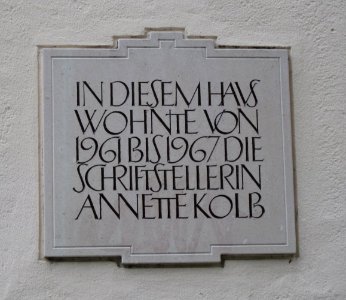 IN DIESEM HAUS
WOHNTE VON
1961 BIS 1967 DIE
SCHRIFTSTELLERIN
ANNETTE KOLB